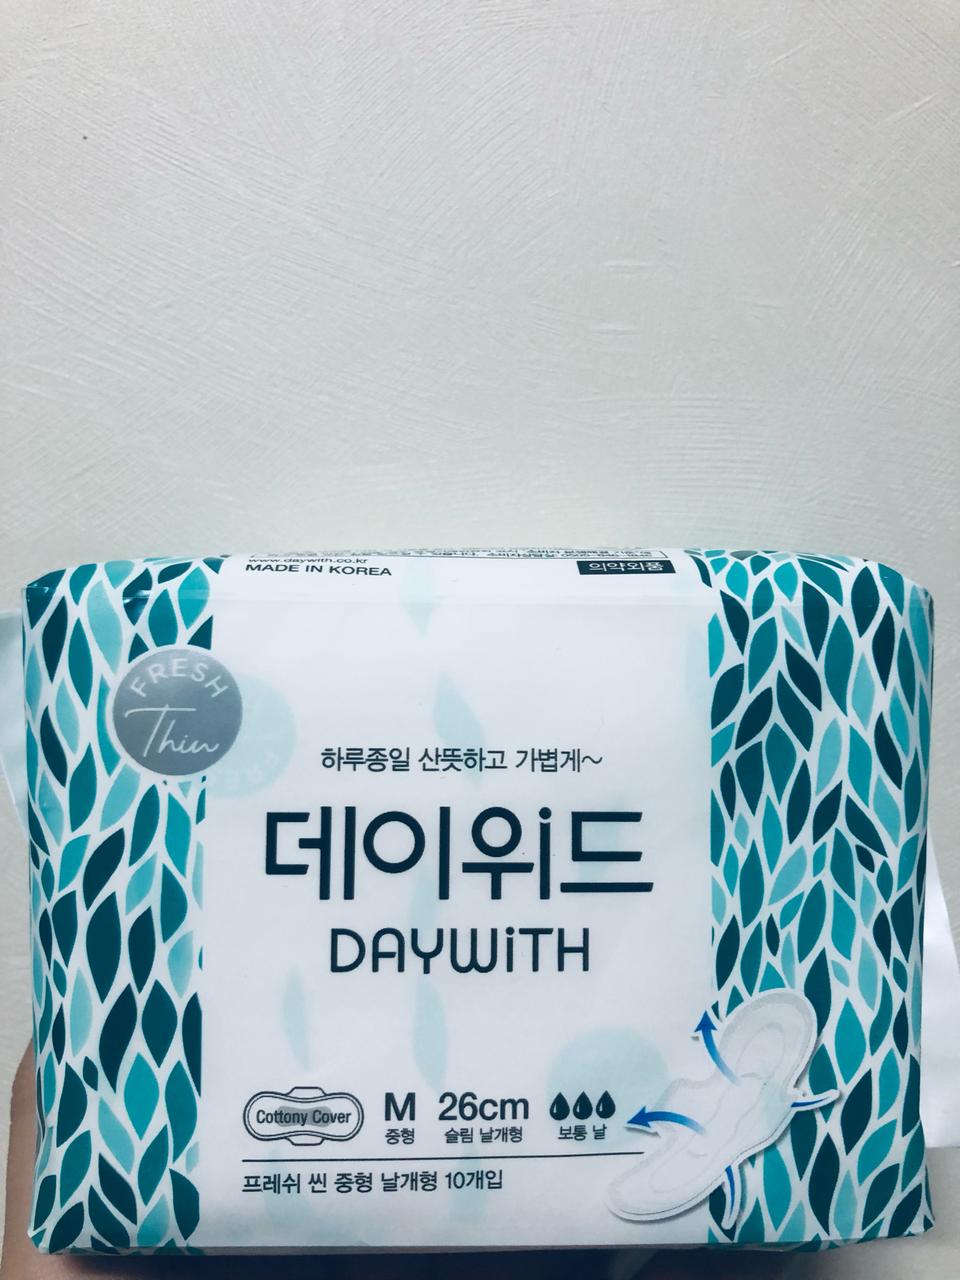 www.daywith.co.kr
MADE IN KOREA
의약외품
FRESH
Thin
하루종일 산뜻하고 가볍게~
데이위드
DAYWiTH
Cottony Cover
M
중형
26cm
슬림 날개형
보통 날
프레쉬 씬 중형 날개형 10개입